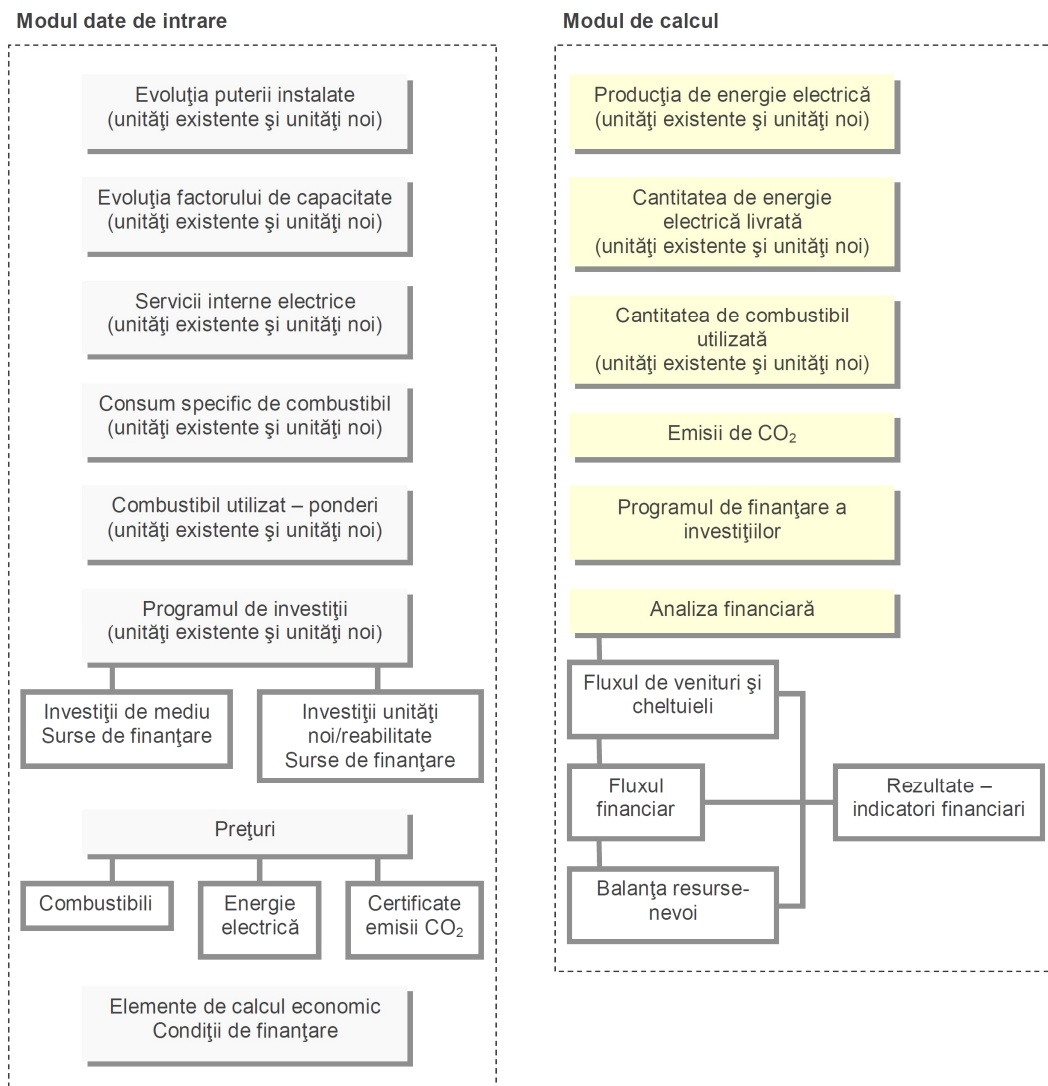 Modul date de intrare
Evoluţia puterii instalate
(unităţi existente şi unităţi noi)
Evoluţia factorului de capacitate
(unităţi existente şi unităţi noi)
Servicii interne electrice
(unităţi existente şi unităţi noi)
Consum specific de combustibil
(unităţi existente şi unităţi noi)
Combustibil utilizat – ponderi
(unităţi existente şi unităţi noi)
Programul de investiţii
(unităţi existente şi unităţi noi)
Investiţii de mediu
Surse de finanţare
Investiţii unităţi
noi/reabilitate
Surse de finanţare
Preţuri
Combustibili
Energie
electrică
Certificate
emisii CO₂
Elemente de calcul economic
Condiţii de finanţare
Modul de calcul
Producţia de energie electrică
(unităţi existente şi unităţi noi)
Cantitatea de energie
electrică livrată
(unităţi existente şi unităţi noi)
Cantitatea de combustibil
utilizată
(unităţi existente şi unităţi noi)
Emisii de CO₂
Programul de finanţare a
investiţiilor
Analiza financiară
Fluxul de venituri şi
cheltuieli
Fluxul
financiar
Rezultate –
indicatori financiari
Balanţa resurse-
nevoi